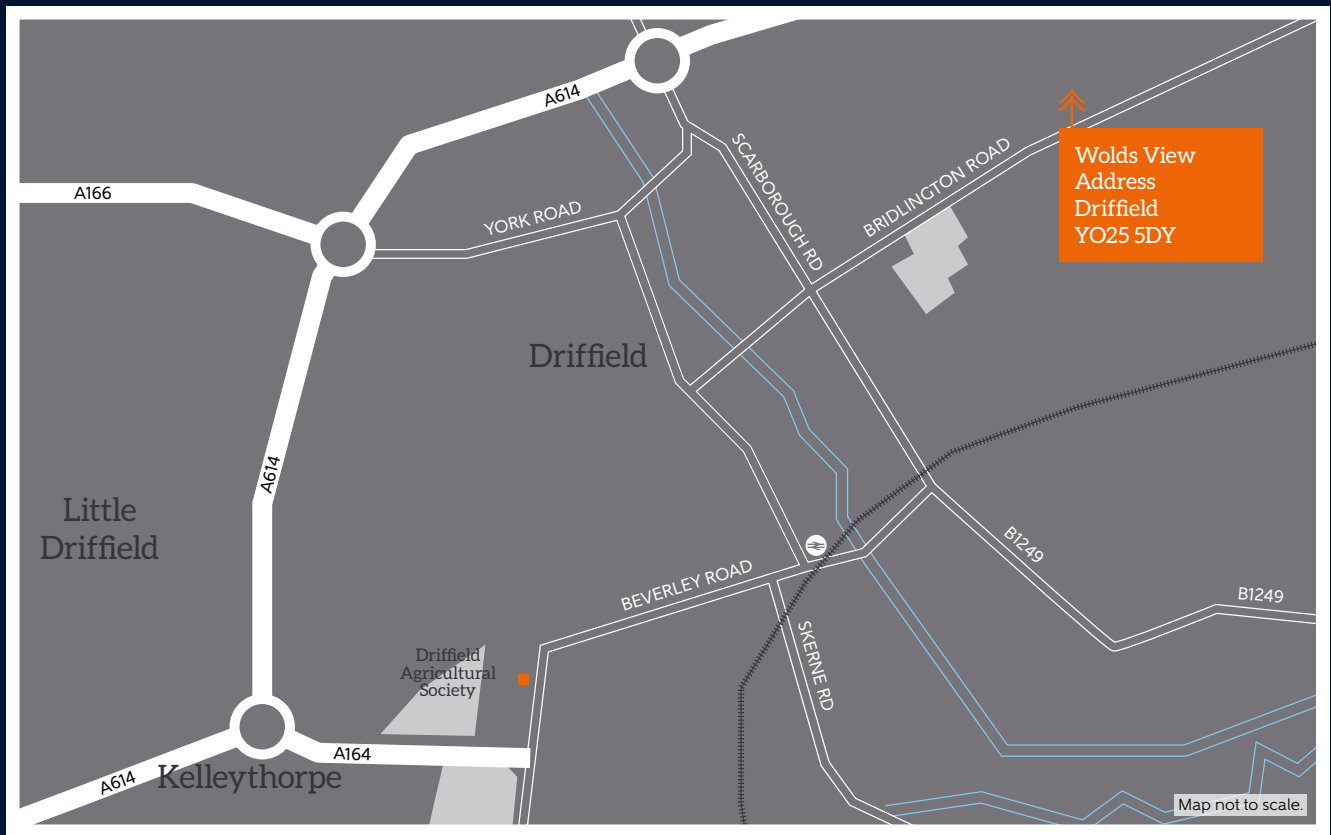 A614
A166
YORK ROAD
SCARBOROUGH RD
BRIDLINGTON ROAD
Wolds View
Address
Driffield
YO25 5DY
Driffield
A614
Little
Driffield
B1249
B1249
BEVERLEY ROAD
SKERNE RD
Driffield
Agricultural
Society
A164
A614
Kelleythorpe
Map not to scale.